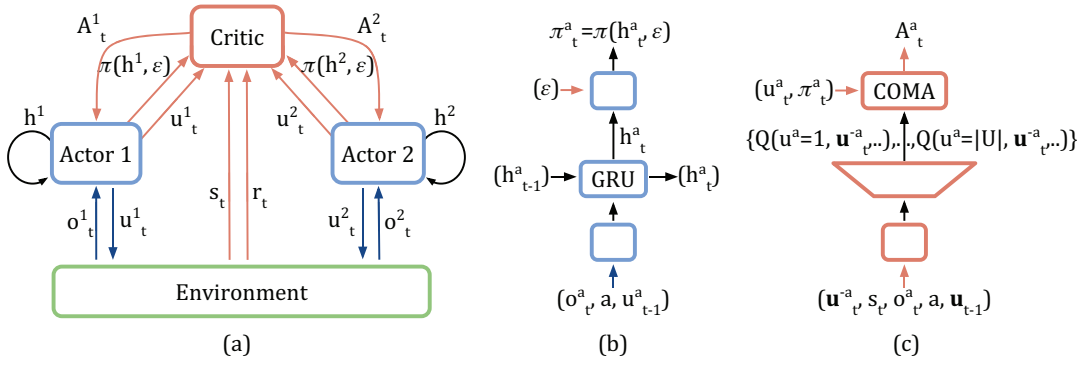 A¹ₜ
Critic
A²ₜ
π(h¹, ε)
π(h², ε)
h¹
u¹ₜ
u²ₜ
h²
Actor 1
Actor 2
o¹ₜ
u¹ₜ
sₜ
rₜ
u²ₜ
o²ₜ
Environment
(a)
πᵃₜ=π(hᵃₜ, ε)
(ε)
hᵃₜ
(hᵃₜ₋₁)
GRU
(hᵃₜ)
(oᵃₜ, a, uᵃₜ₋₁)
(b)
Aᵃₜ
(uᵃₜ, πᵃₜ)
COMA
{Q(uᵃ=1, u⁻ᵃₜ,..),...,Q(uᵃ=|U|, u⁻ᵃₜ,..)}
(u⁻ᵃₜ, sₜ, oᵃₜ, a, uₜ₋₁)
(c)